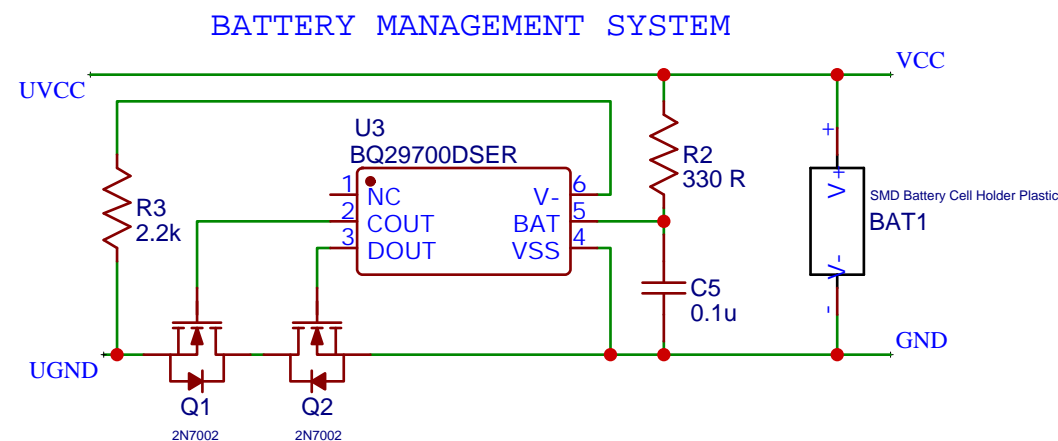 BATTERY MANAGEMENT SYSTEM
UVCC
VCC
U3
BQ29700DSER
1
NC
2
COUT
3
DOUT
6
V-
5
BAT
4
VSS
R3
2.2k
R2
330 R
C5
0.1u
+
V+
V-
-
SMD Battery Cell Holder Plastic
BAT1
UGND
GND
Q1
2N7002
Q2
2N7002